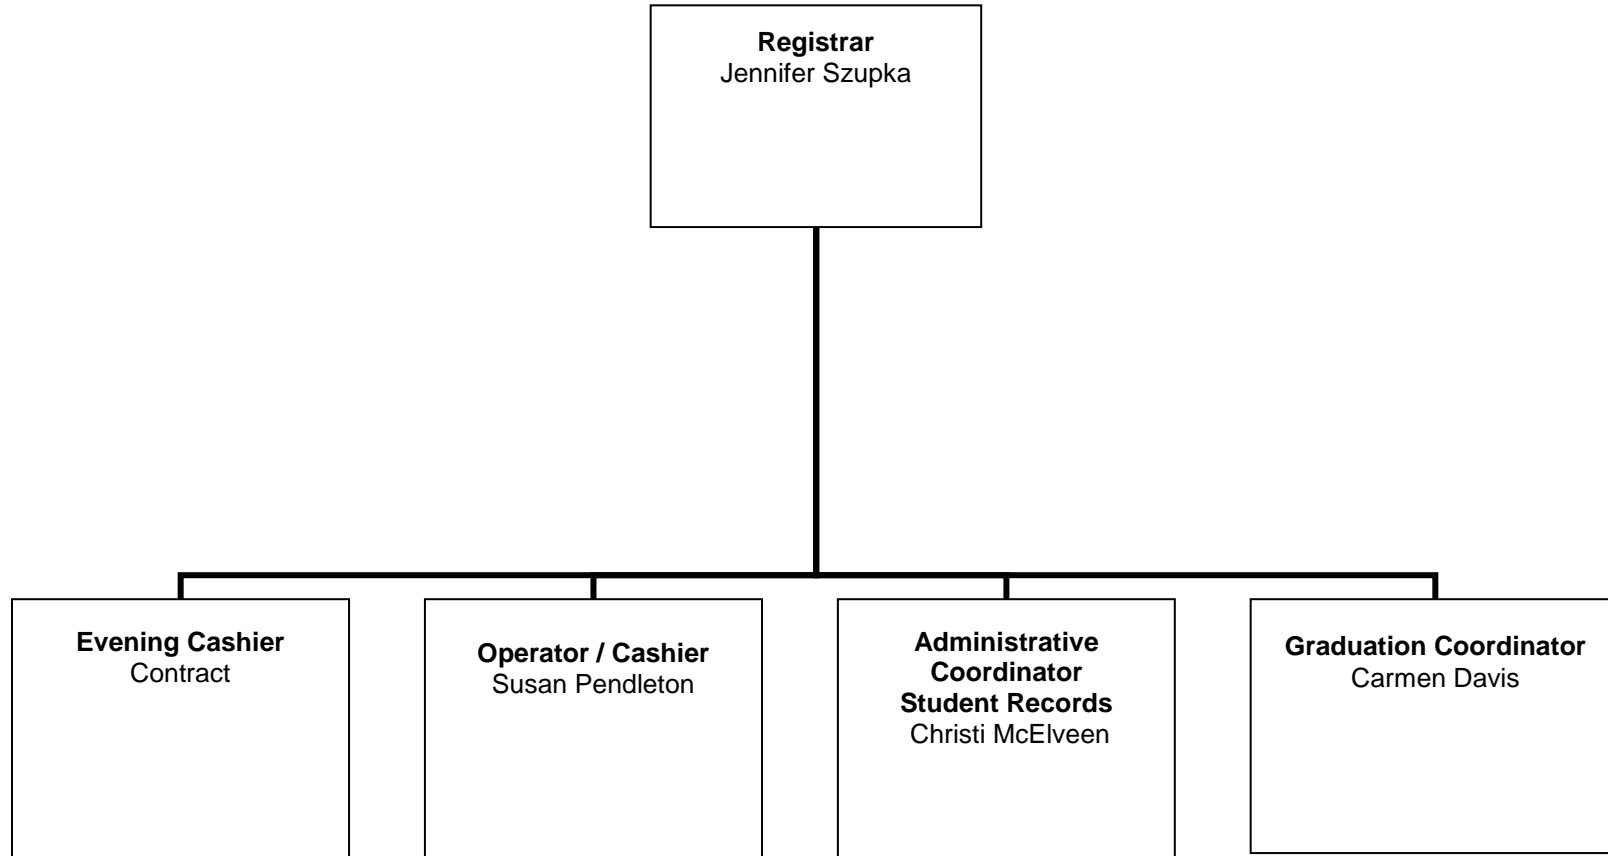 Registrar
Jennifer Szupka
Evening Cashier
Contract
Operator / Cashier
Susan Pendleton
Administrative
Coordinator
Student Records
Christi McElveen
Graduation Coordinator
Carmen Davis